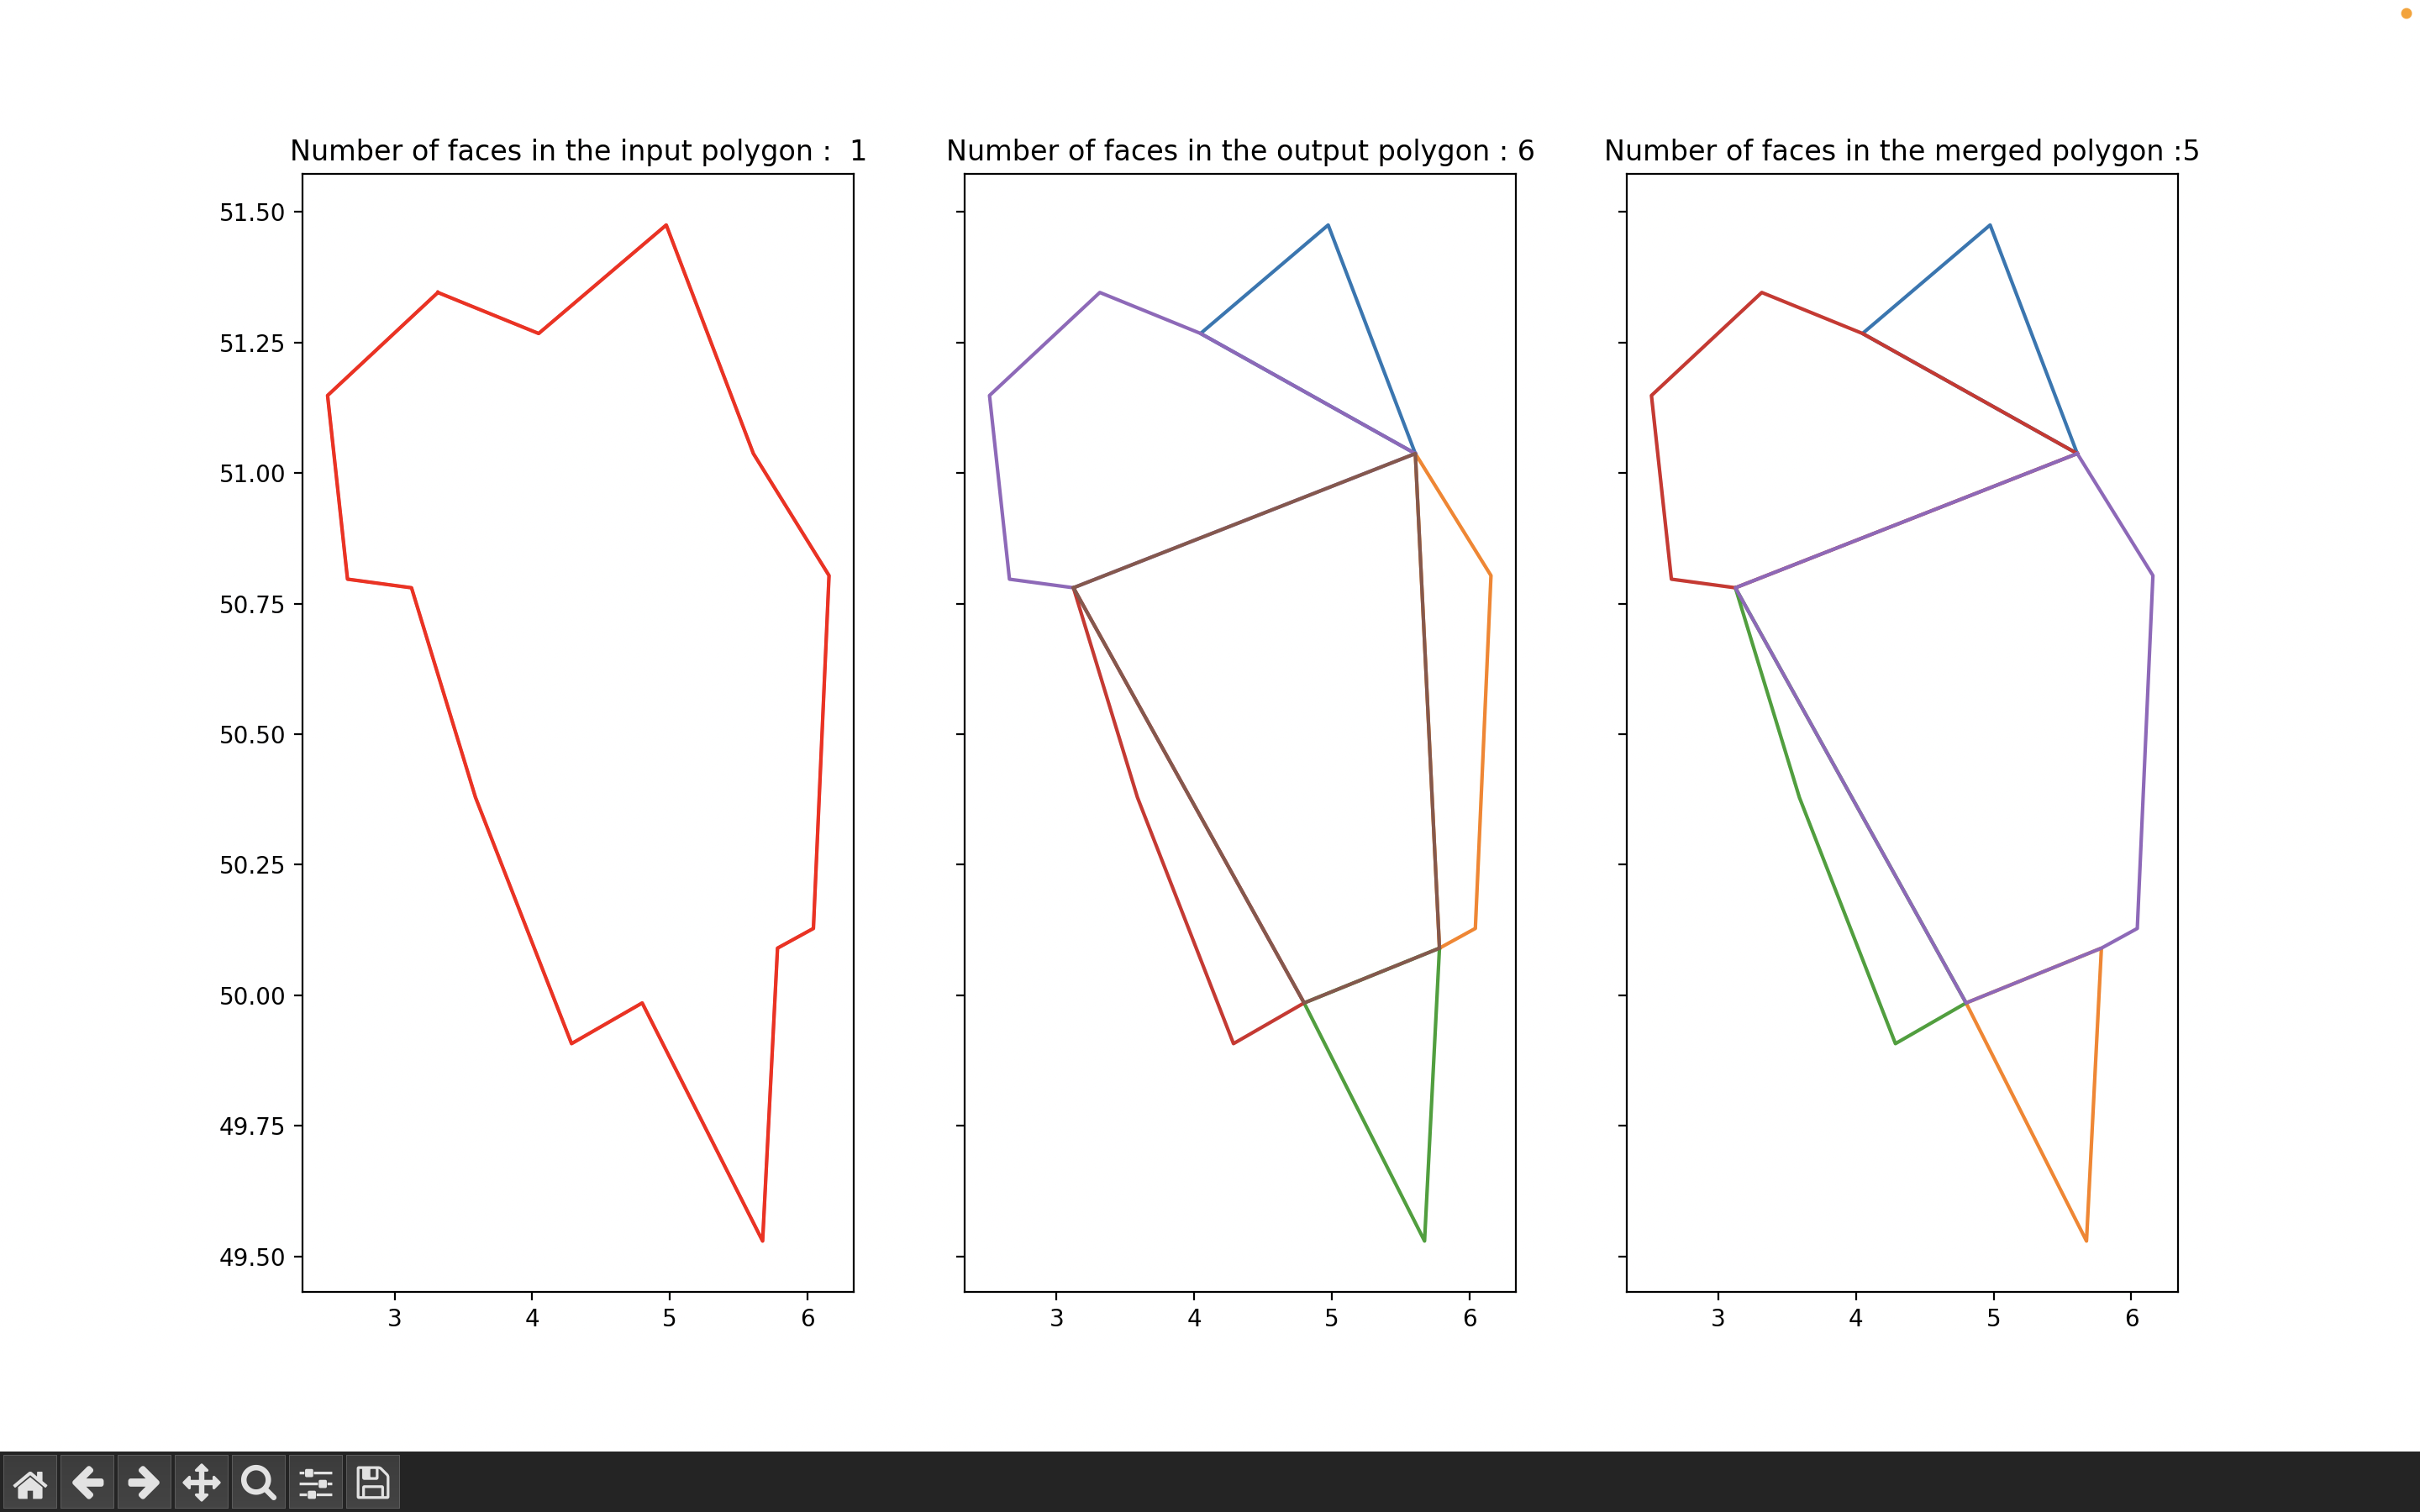 Number of faces in the input polygon :  1
Number of faces in the output polygon : 6
Number of faces in the merged polygon :5
51.50
51.25
51.00
50.75
50.50
50.25
50.00
49.75
49.50
3 4 5 6
3 4 5 6
3 4 5 6